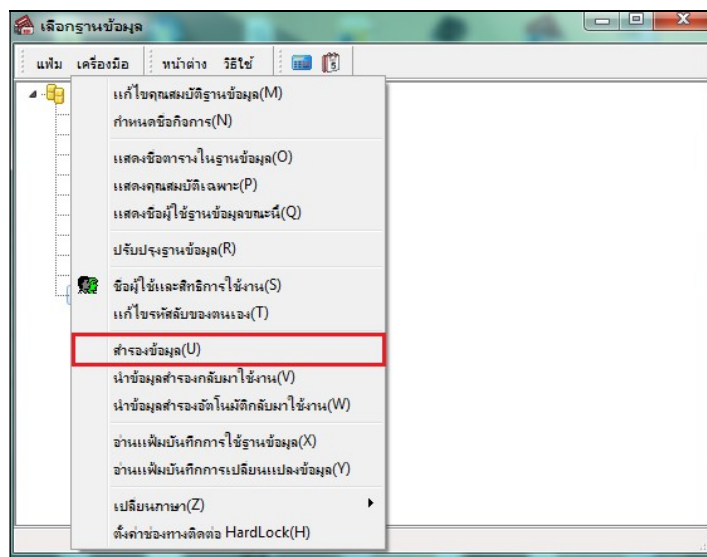 เลือกฐานข้อมูล
แฟ้ม เครื่องมือ หน้าต่าง วิธีใช้
แก้ไขคุณสมบัติฐานข้อมูล(M)
กำหนดชื่อกิจการ(N)
แสดงชื่อตารางในฐานข้อมูล(O)
แสดงคุณสมบัติเฉพาะ(P)
แสดงชื่อผู้ใช้ฐานข้อมูลขณะนี้(Q)
ปรับปรุงฐานข้อมูล(R)
ชื่อผู้ใช้และสิทธิการใช้งาน(S)
แก้ไขรหัสลับของตนเอง(T)
สำรองข้อมูล(U)
นำข้อมูลสำรองกลับมาใช้งาน(V)
นำข้อมูลสำรองอัตโนมัติกลับมาใช้งาน(W)
อ่านแฟ้มบันทึกการใช้ฐานข้อมูล(X)
อ่านแฟ้มบันทึกการเปลี่ยนแปลงข้อมูล(Y)
เปลี่ยนภาษา(Z)
ตั้งค่าช่องทางติดต่อ HardLock(H)